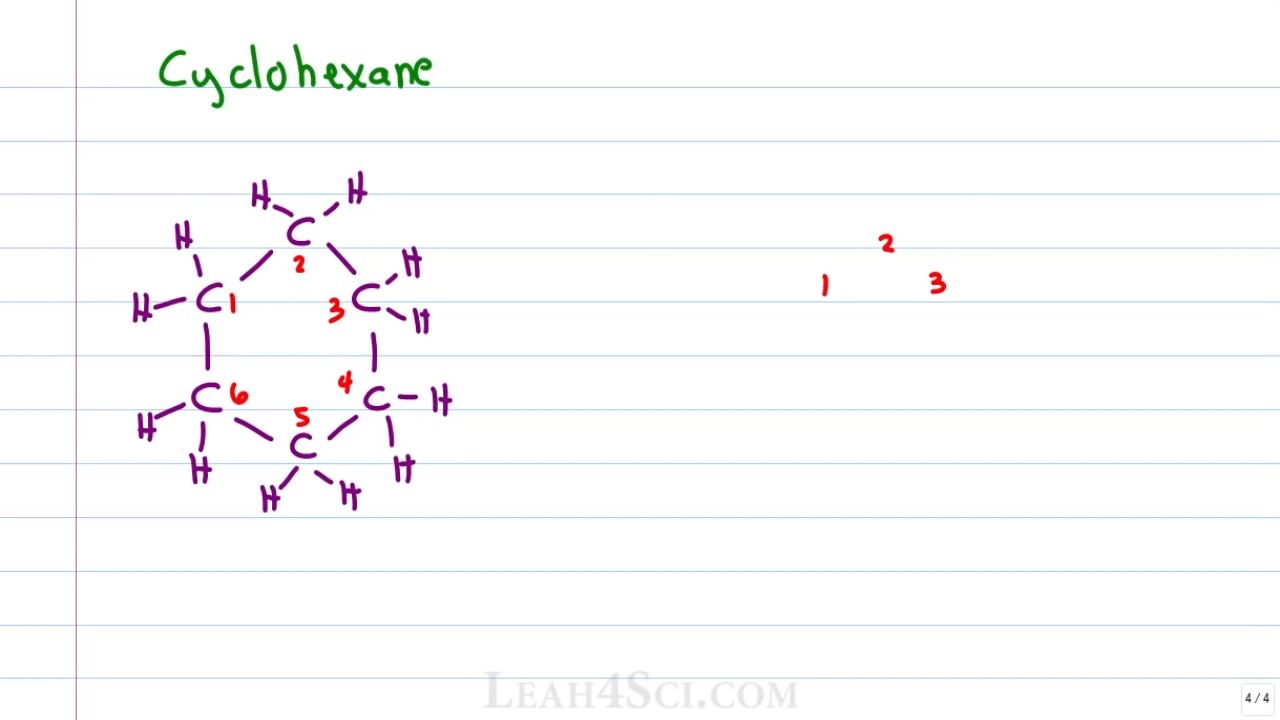 Cyclohexane
H H
H C
2 H
H C 1 3 C
H
2
1 3
C 6 4 C H
5
H C
H H
H H
LEAH4SCI.COM
4/4